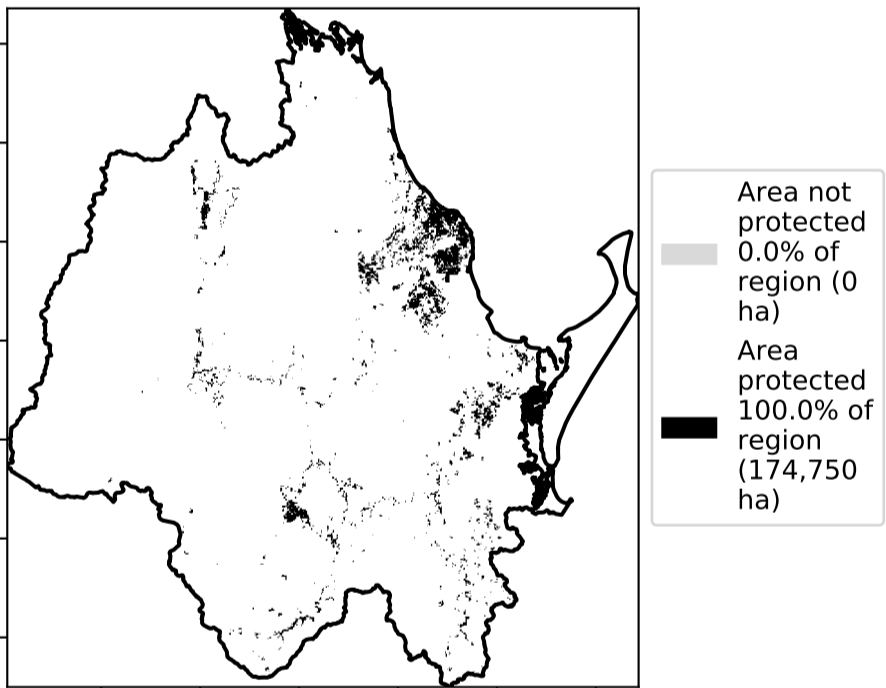 Area not
protected
0.0% of
region (0
ha)
Area
protected
100.0% of
region
(174,750
ha)